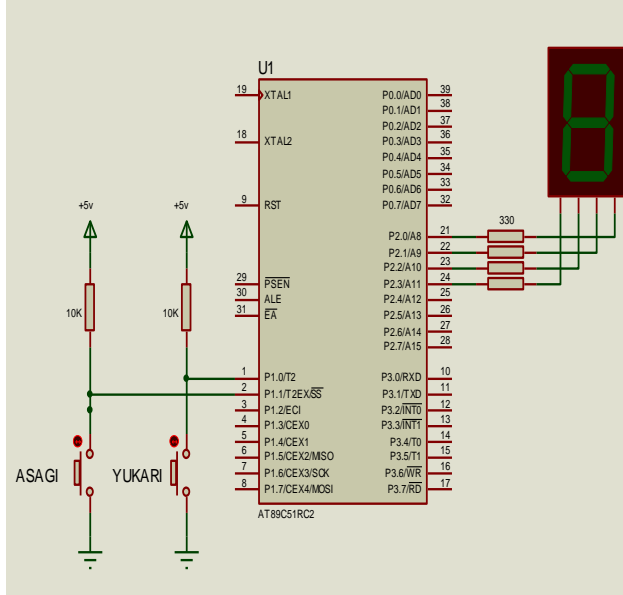 U1
19 XTAL1 P0.0/AD0 39
P0.1/AD1 38
P0.2/AD2 37
18 XTAL2 P0.3/AD3 36
P0.4/AD4 35
P0.5/AD5 34
P0.6/AD6 33
9 RST P0.7/AD7 32
P2.0/A8 21
P2.1/A9 22
P2.2/A10 23
29 PSEN P2.3/A11 24
30 ALE P2.4/A12 25
31 EA P2.5/A13 26
P2.6/A14 27
P2.7/A15 28
1 P1.0/T2 P3.0/RXD 10
2 P1.1/T2EX/SS P3.1/TXD 11
3 P1.2/ECI P3.2/INT0 12
4 P1.3/CEX0 P3.3/INT1 13
5 P1.4/CEX1 P3.4/T0 14
6 P1.5/CEX2/MISO P3.5/T1 15
7 P1.6/CEX3/SCK P3.6/WR 16
8 P1.7/CEX4/MOSI P3.7/RD 17
AT89C51RC2
+5v +5v
10K 10K
330
ASAGI YUKARI